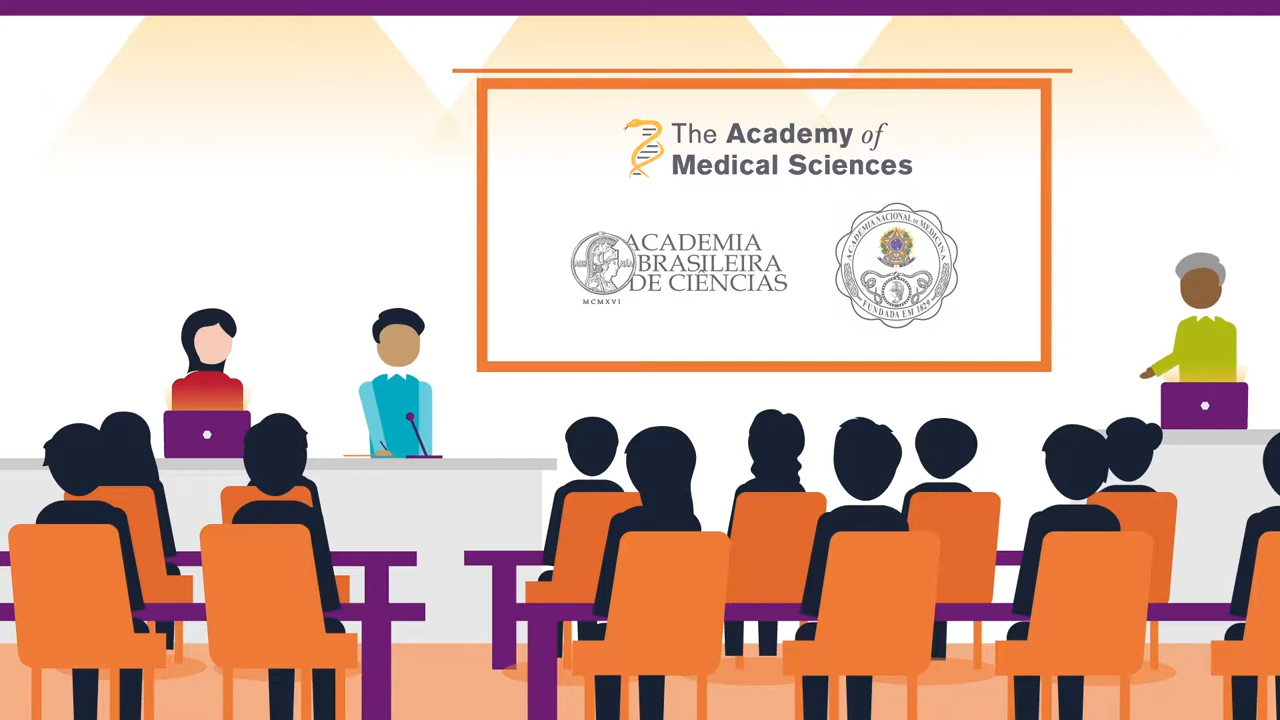 The Academy of
Medical Sciences
ACADEMIA
BRASILEIRA
DE CIÊNCIAS
MCMXVI
ACADEMIA NACIONAL DE MEDICINA
FUNDADA EM 1829